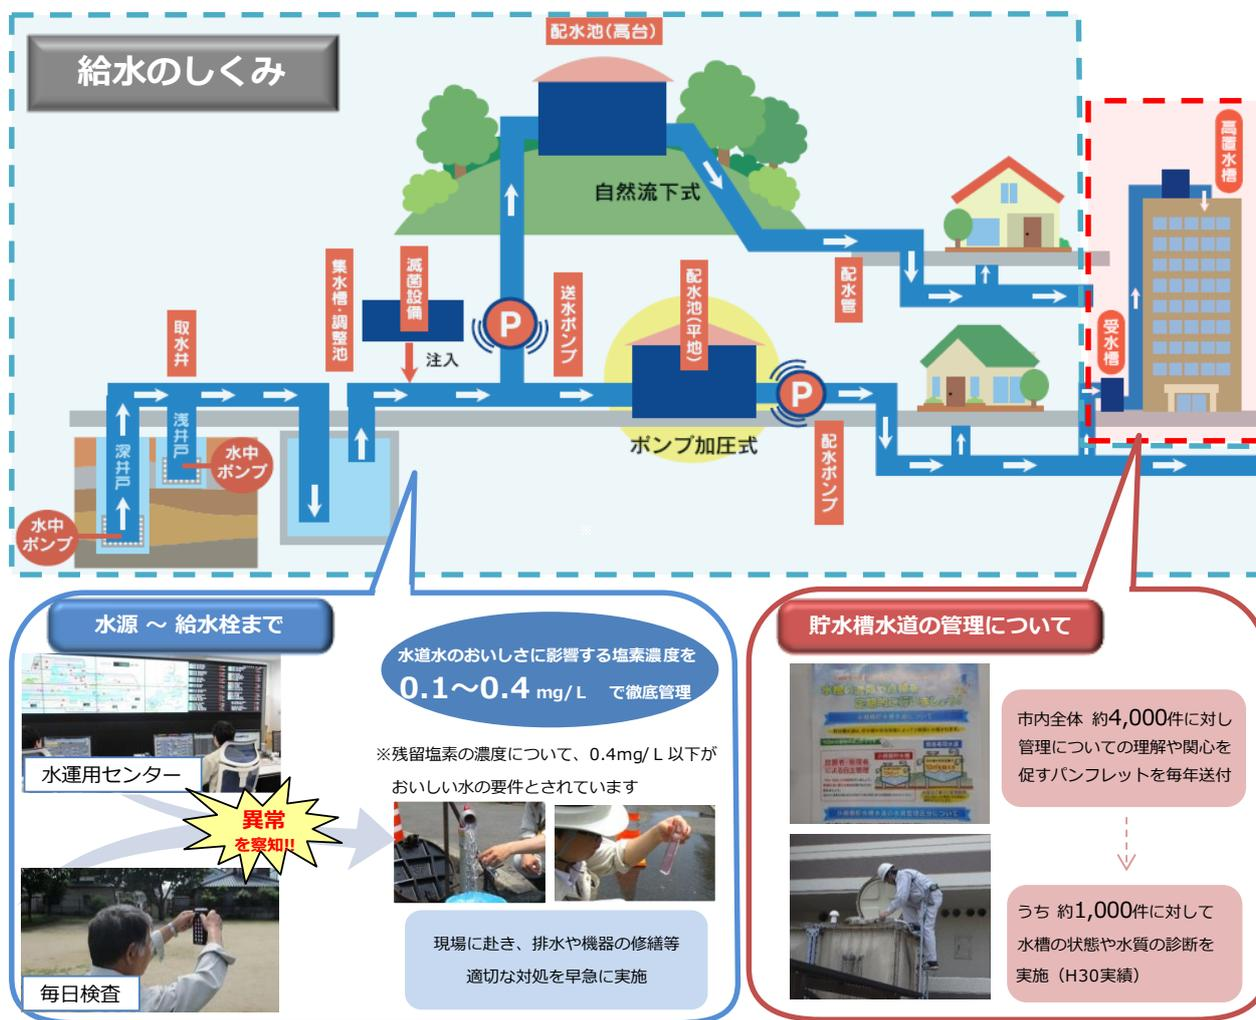 給水のしくみ
配水池(高台)
自然流下式
高置水槽
集水槽・調整池
滅菌設備
注入
P
送水ポンプ
配水池(平地)
配水管
受水槽
取水井
浅井戸
深井戸
水中
ポンプ
水中
ポンプ
P
ポンプ加圧式
配水ポンプ
※
水源 ～ 給水栓まで
水運用センター
異常
を察知!!
毎日検査
水道水のおいしさに影響する塩素濃度を
0.1～0.4 mg/L で徹底管理
※残留塩素の濃度について、0.4mg/L以下が
おいしい水の要件とされています
現場に赴き、排水や機器の修繕等
適切な対処を早急に実施
貯水槽水道の管理について
市内全体 約4,000件に対し
管理についての理解や関心を
促すパンフレットを毎年送付
うち 約1,000件に対して
水槽の状態や水質の診断を
実施（H30実績）